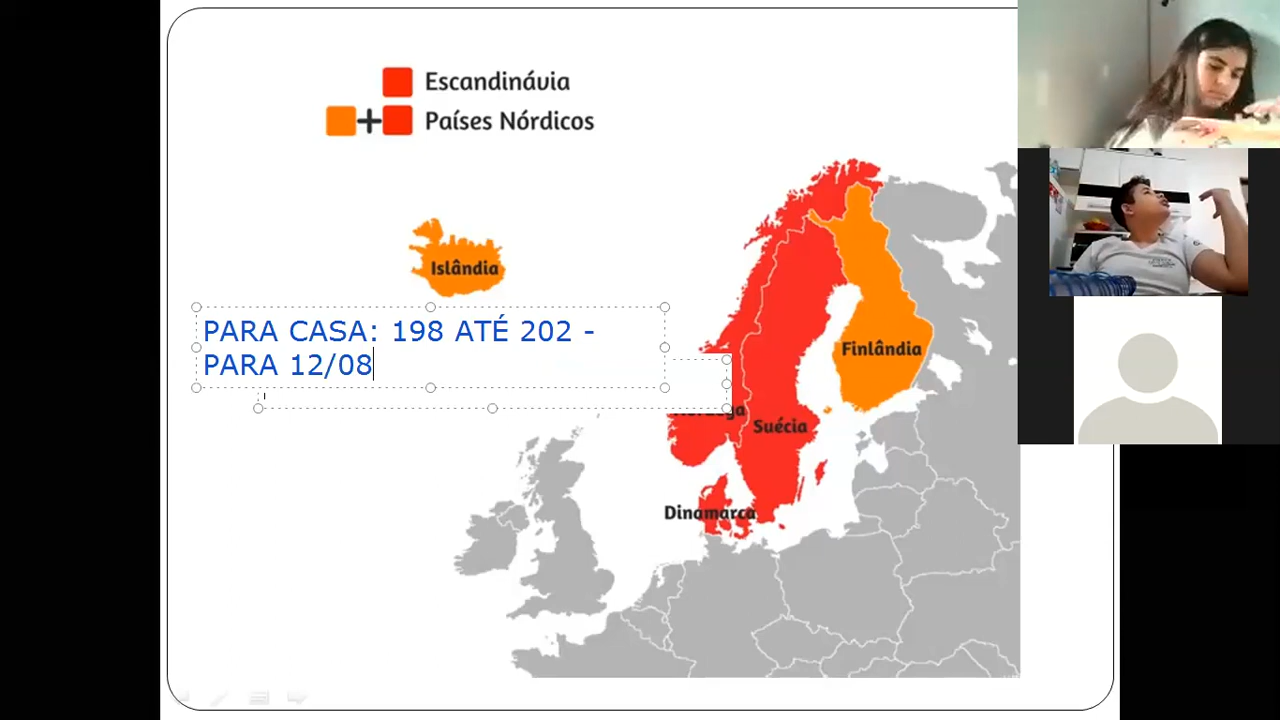 Escandinávia
Países Nórdicos
Islândia
PARA CASA: 198 ATÉ 202 -
PARA 12/08
Finlândia
Suécia
Dinamarca